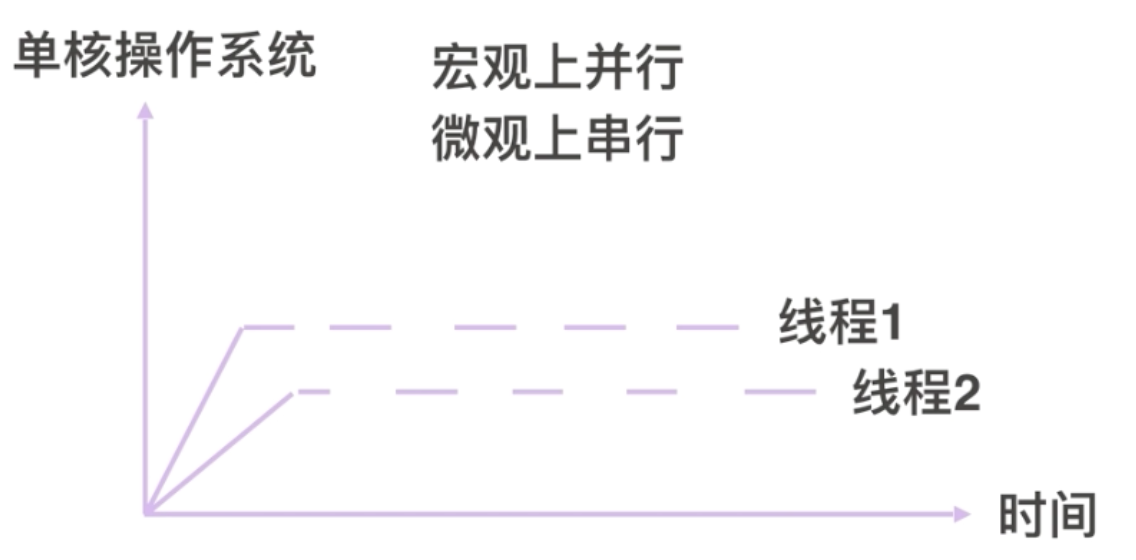 单核操作系统
宏观上并行
微观上串行
线程1
线程2
时间